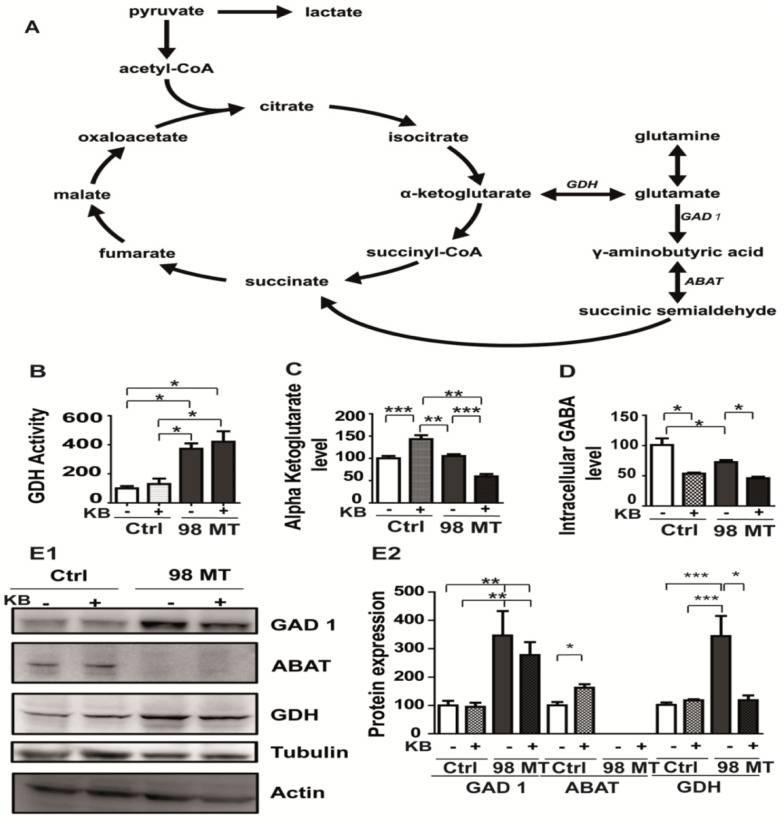 A
pyruvate lactate
acetyl-CoA
citrate
oxaloacetate isocitrate glutamine
malate α-ketoglutarate GDH glutamate
GAD 1
fumarate succinyl-CoA γ-aminobutyric acid
succinate ABAT
succinic semialdehyde
B
GDH Activity
600
400
200
0
* * * *
KB - + - +
Ctrl 98 MT
C
Alpha Ketoglutarate
level
200
150
100
50
0
**
*** ** ***
KB - + - +
Ctrl 98 MT
D
Intracellular GABA
level
150
100
50
0
* * *
KB - + - +
Ctrl 98 MT
E1
Ctrl 98 MT
KB - + - +
GAD 1
ABAT
GDH
Tubulin
Actin
E2
Protein expression
500
400
300
200
100
0
** ** * *** *** *
KB - + - + - + - + - + - +
Ctrl 98 MT Ctrl 98 MT Ctrl 98 MT
GAD 1 ABAT GDH